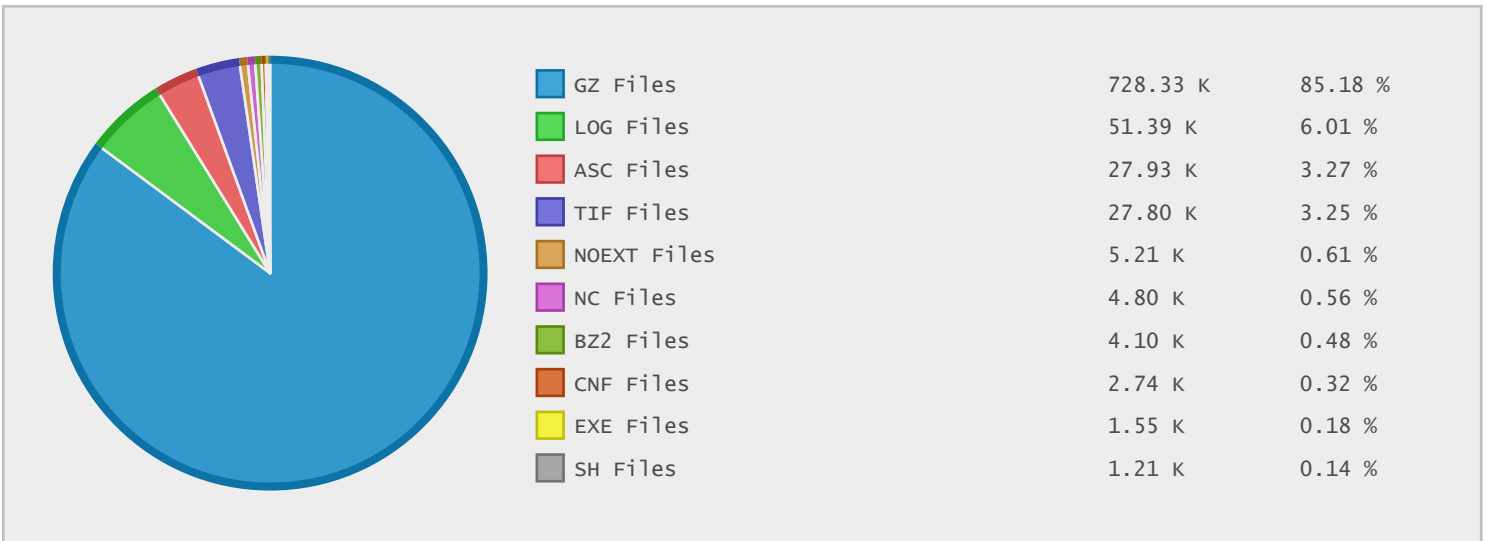 GZ Files 728.33 K 85.18 %
LOG Files 51.39 K 6.01 %
ASC Files 27.93 K 3.27 %
TIF Files 27.80 K 3.25 %
NOEXT Files 5.21 K 0.61 %
NC Files 4.80 K 0.56 %
BZ2 Files 4.10 K 0.48 %
CNF Files 2.74 K 0.32 %
EXE Files 1.55 K 0.18 %
SH Files 1.21 K 0.14 %